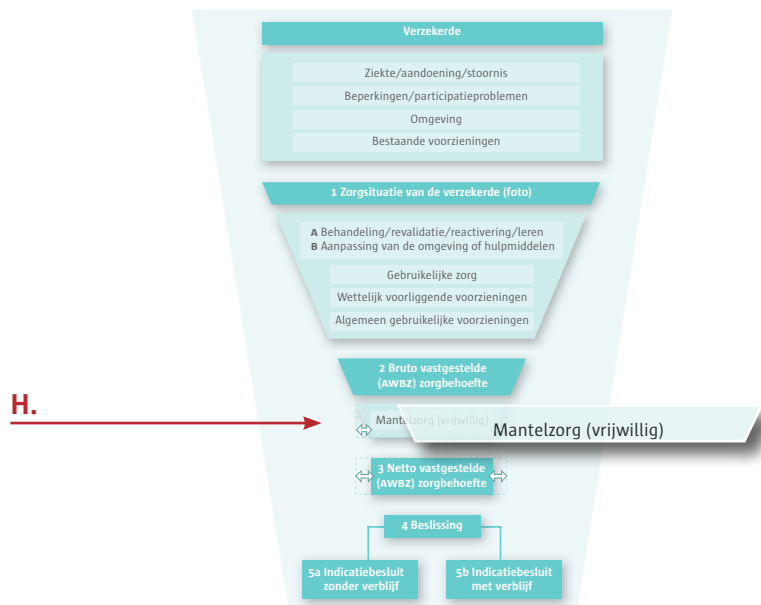 Verzekerde
Ziekte/aandoening/stoornis
Beperkingen/participatieproblemen
Omgeving
Bestaande voorzieningen
1 Zorgsituatie van de verzekerde (foto)
A Behandeling/revalidatie/reactivering/leren
B Aanpassing van de omgeving of hulpmiddelen
Gebruikelijke zorg
Wettelijk voorliggende voorzieningen
Algemeen gebruikelijke voorzieningen
2 Bruto vastgestelde
(AWBZ) zorgbehoefte
H.
Mantelzorg (vrijwillig)
Mantelzorg (vrijwillig)
3 Netto vastgestelde
(AWBZ) zorgbehoefte
4 Beslissing
5a Indicatiebesluit
zonder verblijf
5b Indicatiebesluit
met verblijf